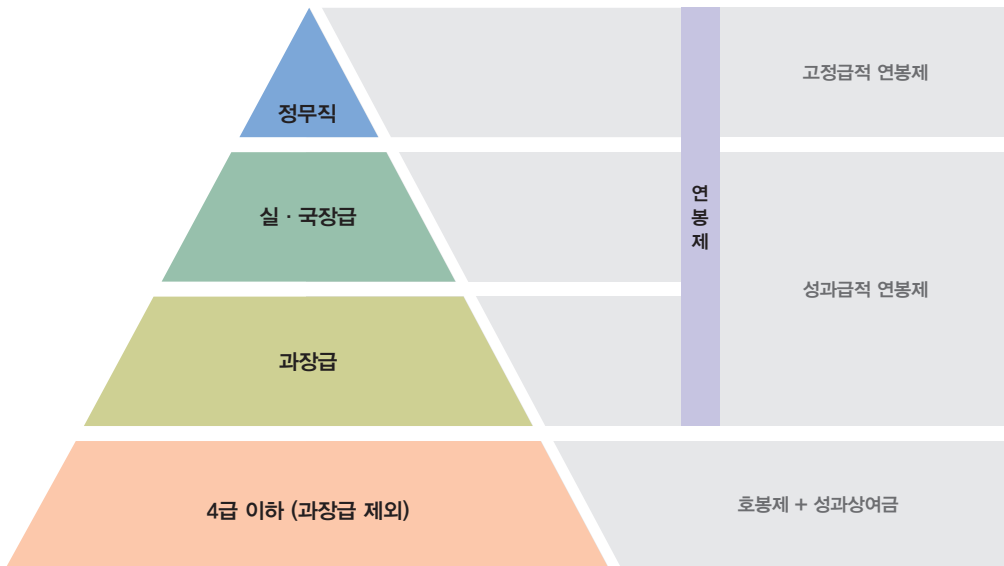 정무직
고정급적 연봉제
실 · 국장급
연
봉
제
성과급적 연봉제
과장급
4급 이하 (과장급 제외)
호봉제 + 성과상여금